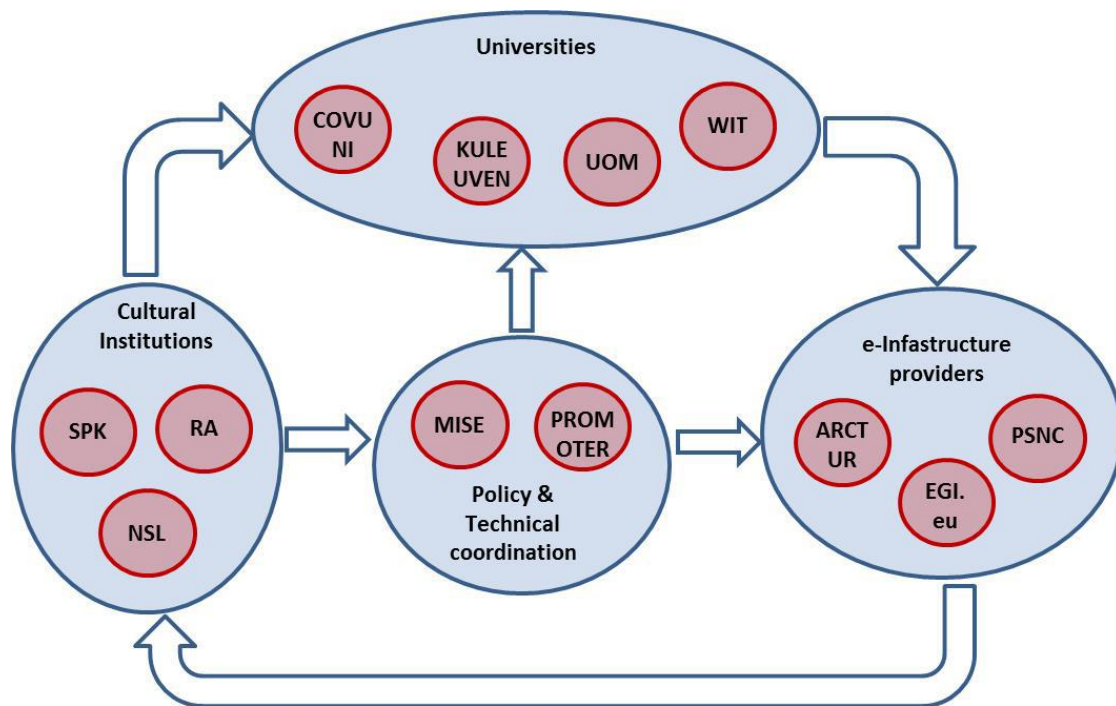 Universities
COVU
NI
KULE
UVEN
UOM
WIT
Cultural
Institutions
SPK
RA
NSL
MISE
PROM
OTER
Policy &
Technical
coordination
e-Infastructure
providers
ARCT
UR
EGI.
eu
PSNC